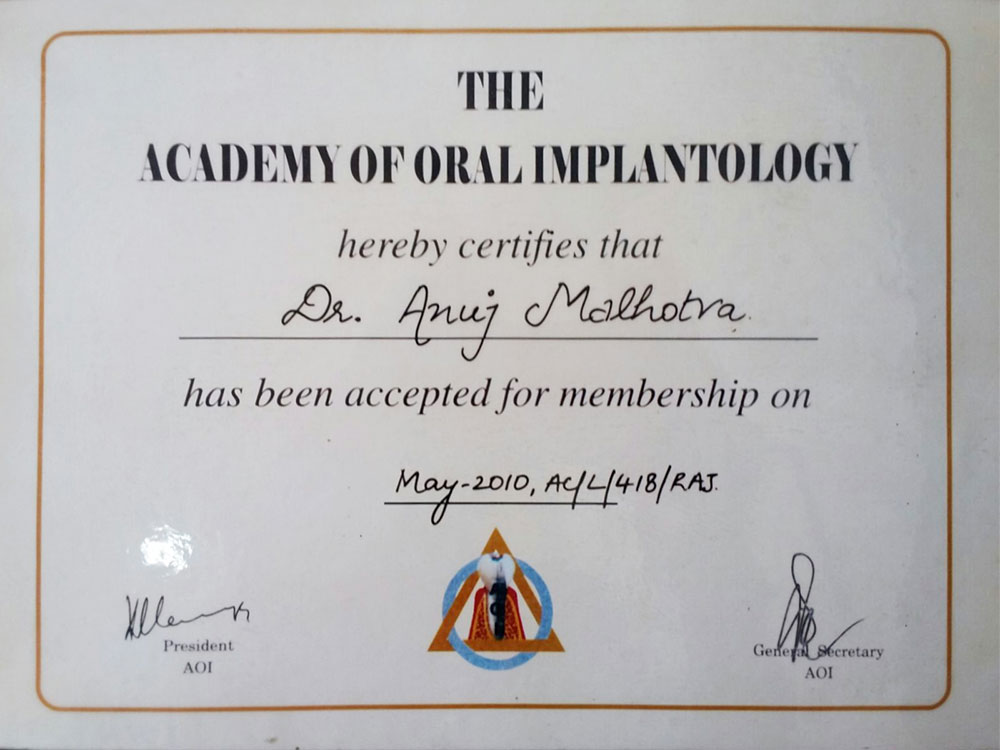 THE
ACADEMY OF ORAL IMPLANTOLOGY
hereby certifies that
Dr. Anuj Malhotra.
has been accepted for membership on
May-2010, AC/L/418/RAJ.
President
AOI
General Secretary
AOI